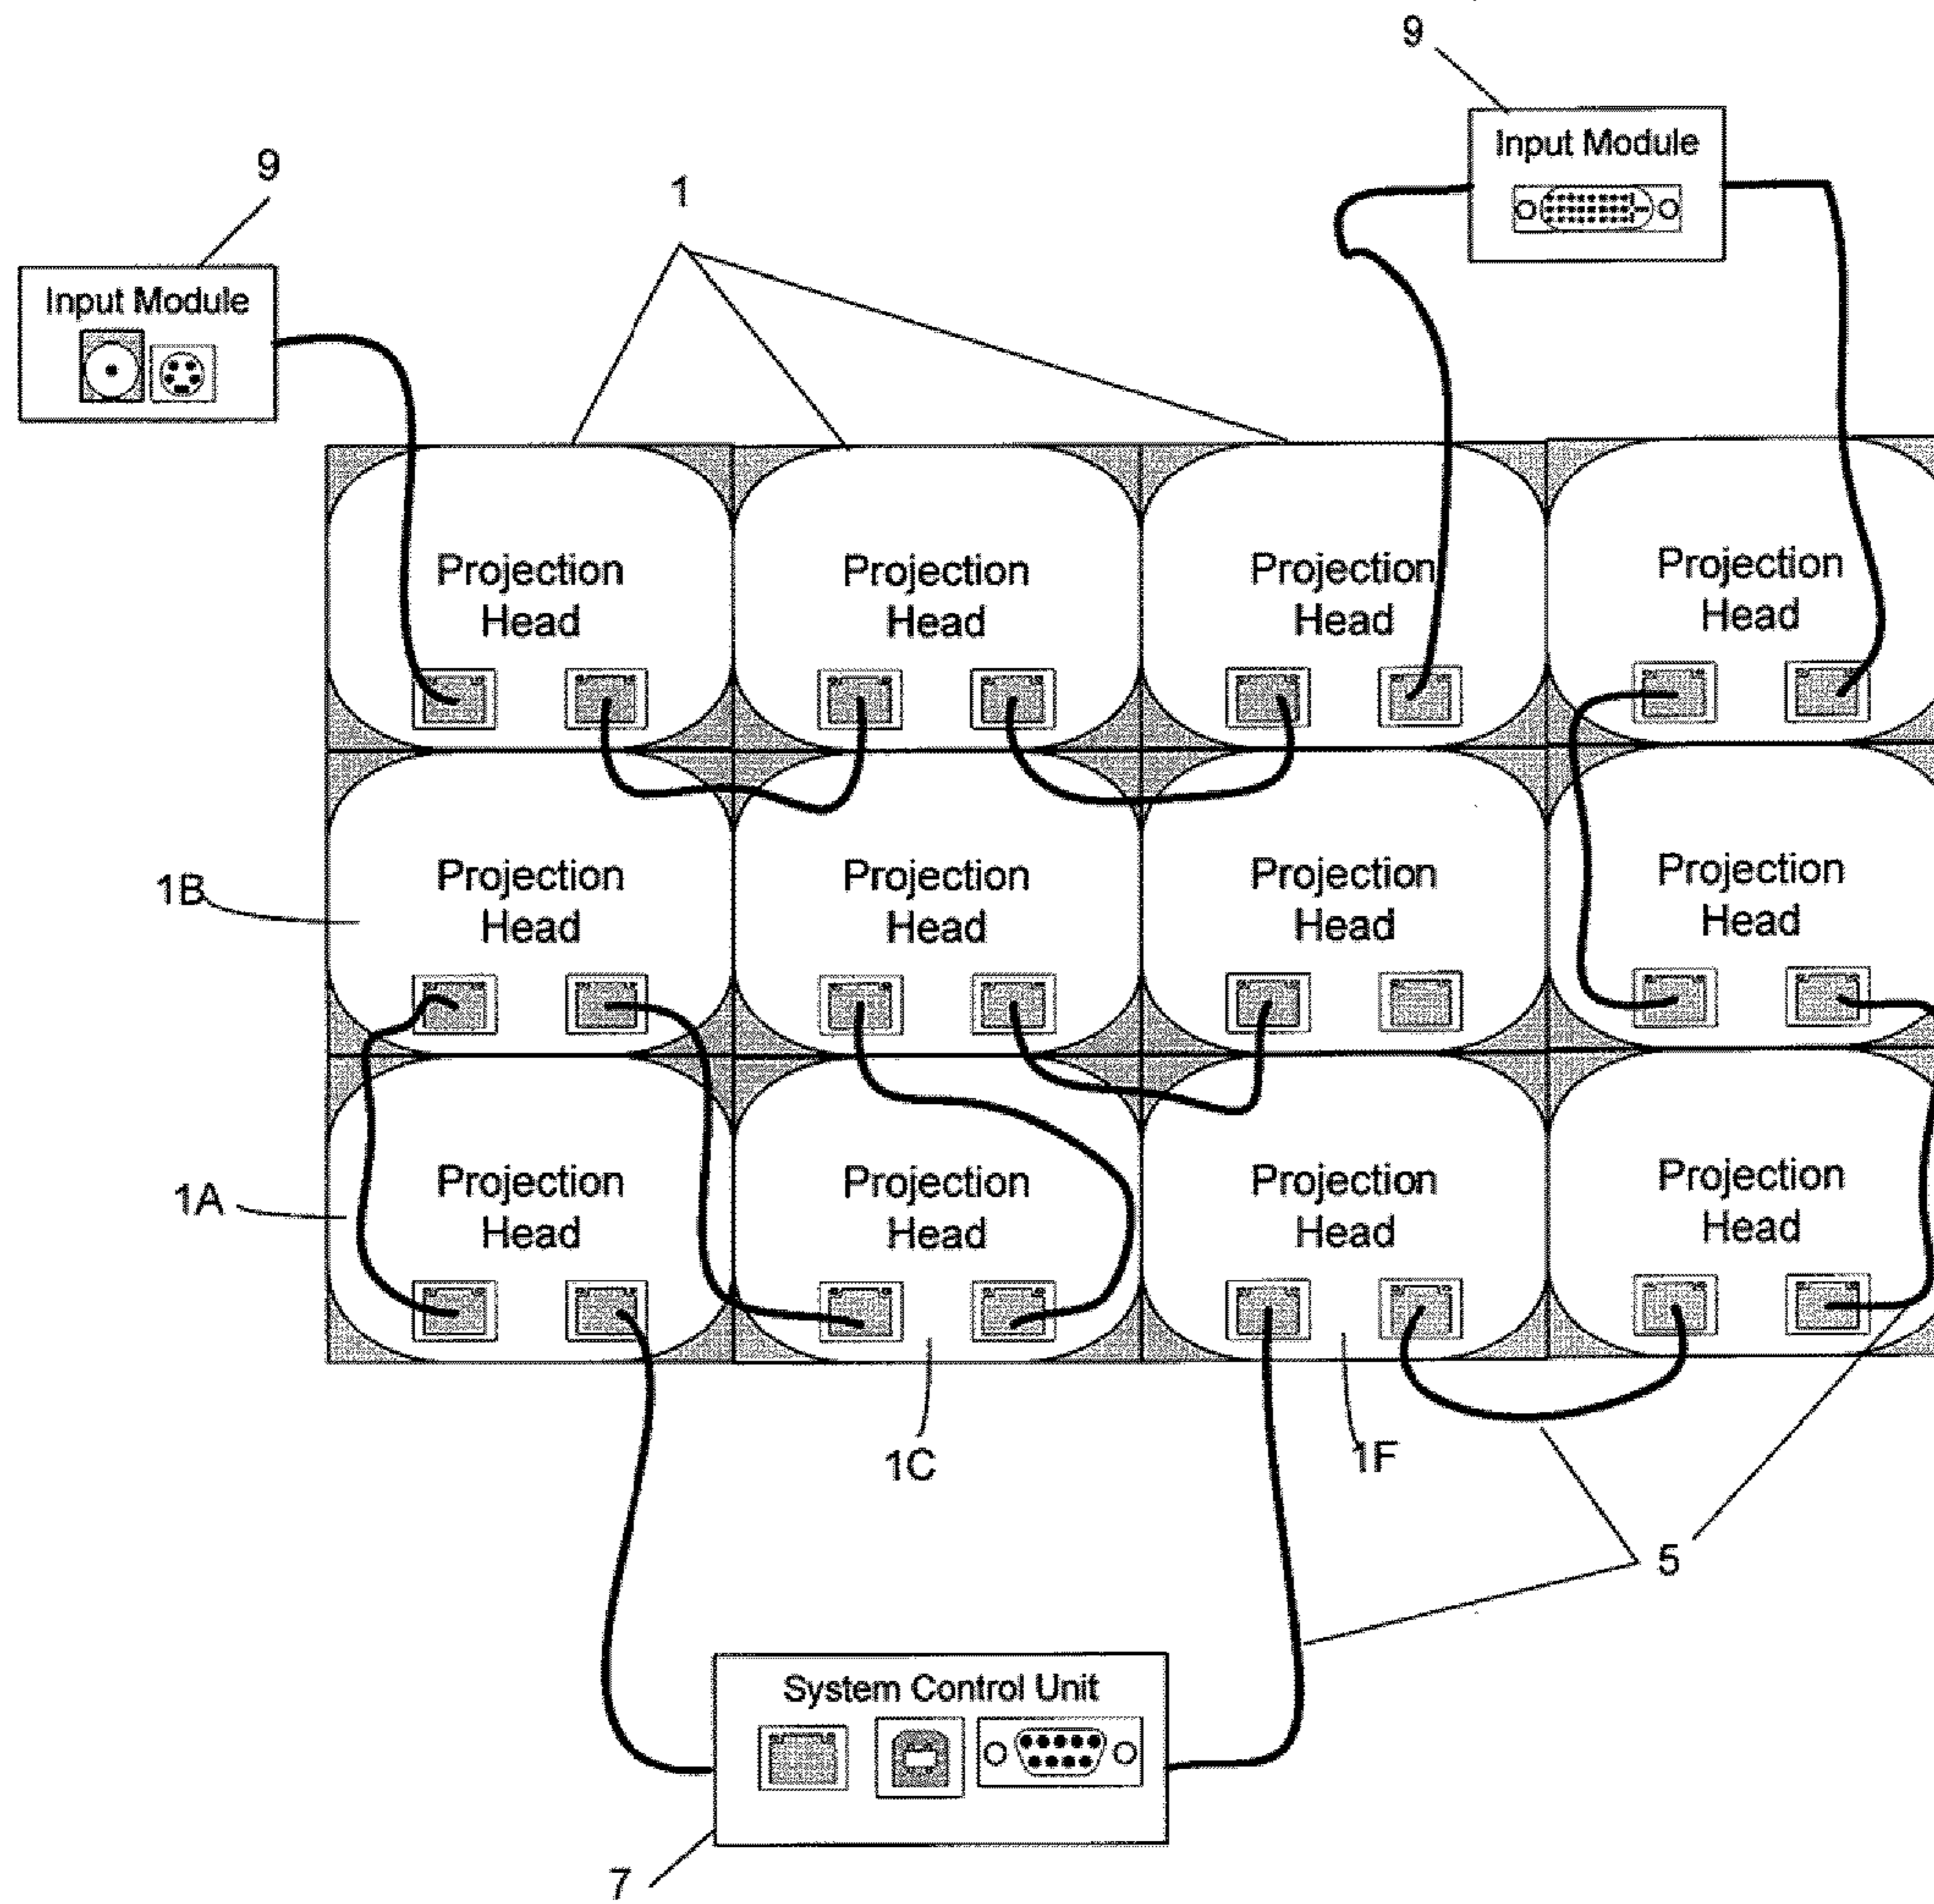 9
9
Input Module
1
Input Module
Projection
Head
Projection
Head
Projection
Head
Projection
Head
1B
Projection
Head
Projection
Head
Projection
Head
Projection
Head
1A
Projection
Head
Projection
Head
Projection
Head
Projection
Head
1C
1F
5
System Control Unit
7